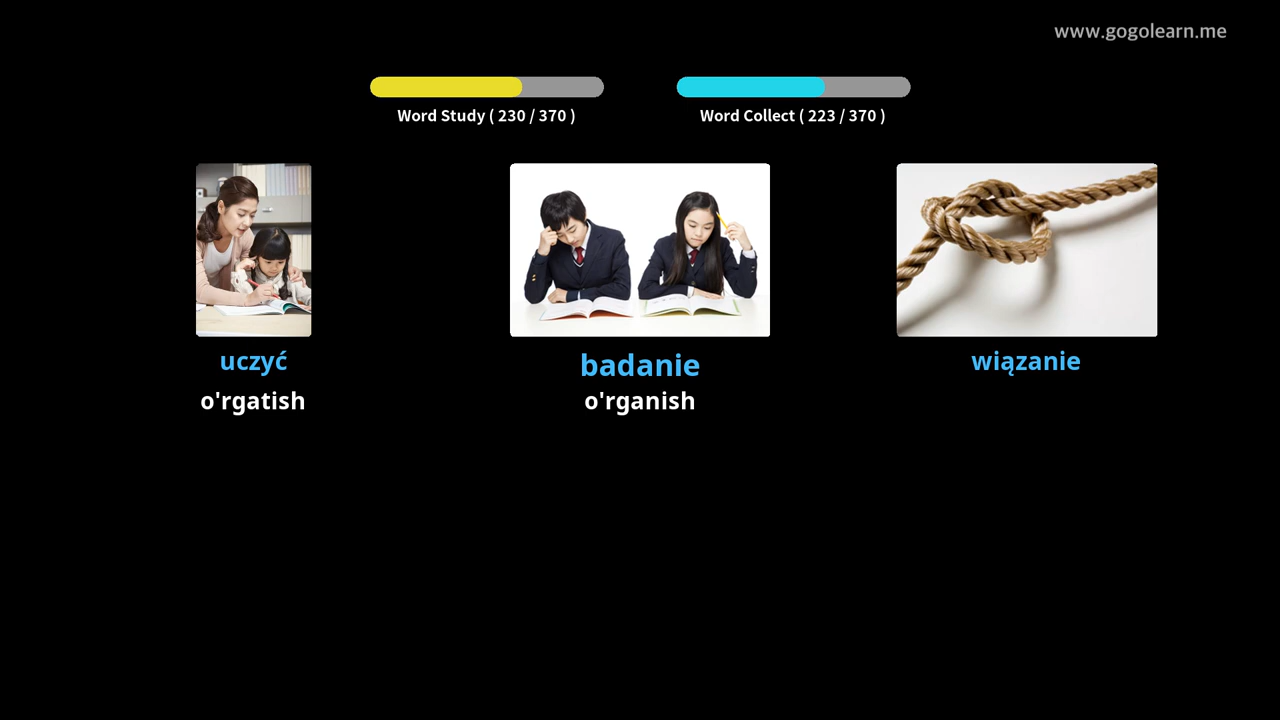 www.gogolearn.me
Word Study ( 230 / 370 )
Word Collect ( 223 / 370 )
uczyć
badanie
wiązanie
o'rgatish
o'rganish